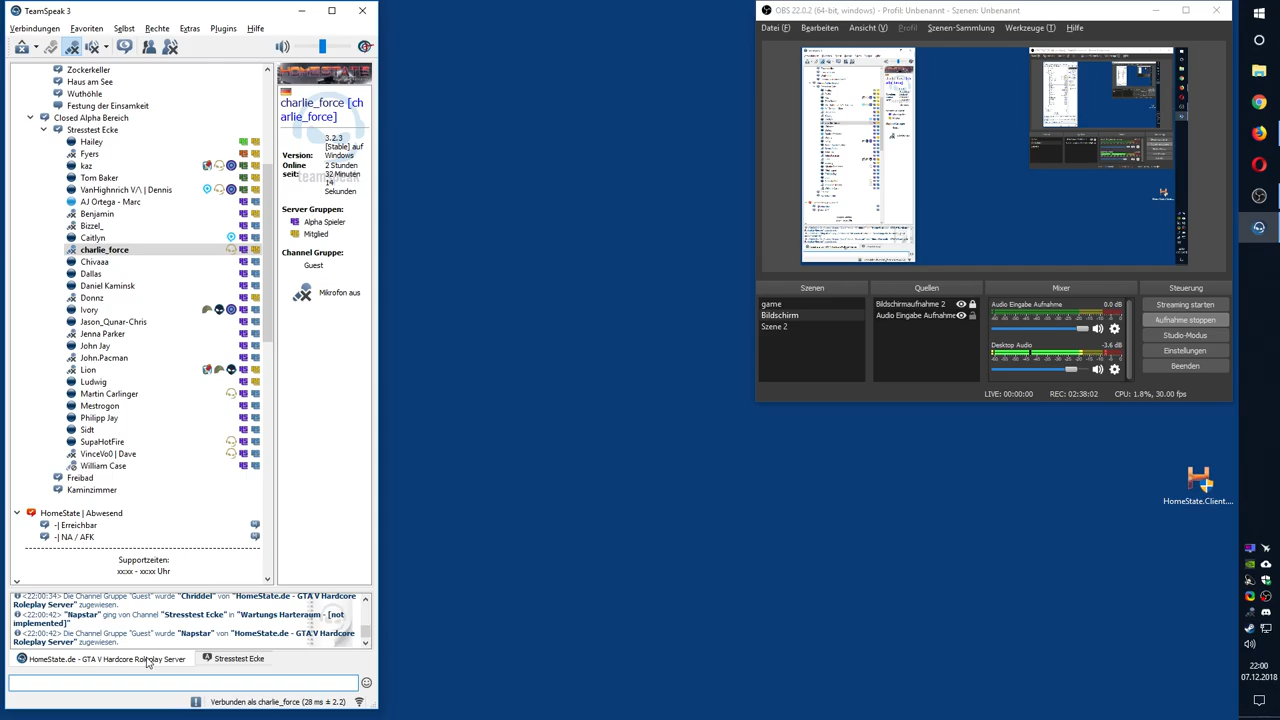 TeamSpeak 3
Verbindungen Favoriten Selbst Rechte Extras Plugins Hilfe
Zockerkeller
Haus am See
Wuthöhle
Festung der Einsamkeit
Closed Alpha Bereich
Stresstest Ecke
Hailey
Fyers
kaz
Tom Baker
VanHighnrich V/\ | Dennis
AJ Ortega - Marc
Benjamin
Bizzel_
Caitlyn
charlie_force
Chivaaa
Dallas
Daniel Kaminsk
Donnz
Ivory
Jason_Qunar-Chris
Jenna Parker
John Jay
John.Pacman
Lion
Ludwig
Martin Carlinger
Mestrogon
Philipp Jay
Sidt
SupaHotFire
VinceVo0 | Dave
William Case
Freibad
Kaminzimmer
HomeState | Abwesend
-| Erreichbar
-| NA / AFK
Supportzeiten:
xx:xx - xx:xx Uhr
HOMESTATE
charlie_force [ch
arlie_force]
3.2.3
[Stable] auf
Version: Windows
Online 2 Stunden
seit: 32 Minuten
14
Sekunden
Server Gruppen:
Alpha Spieler
Mitglied
Channel Gruppe:
Guest
Mikrofon aus
<22:00:34> Die Channel Gruppe "Guest" wurde "Chriddel" von "HomeState.de - GTA V Hardcore
Roleplay Server" zugewiesen.
<22:00:42> "Napstar" ging von Channel "Stresstest Ecke" in "Wartungs Harteraum - [not
implemented]"
<22:00:42> Die Channel Gruppe "Guest" wurde "Napstar" von "HomeState.de - GTA V Hardcore
Roleplay Server" zugewiesen.
HomeState.de - GTA V Hardcore Roleplay Server Stresstest Ecke
Verbunden als charlie_force (28 ms ± 2.2)
OBS 22.0.2 (64-bit, windows) - Profil: Unbenannt - Szenen: Unbenannt
Datei (F) Bearbeiten Ansicht (V) Profil Szenen-Sammlung Werkzeuge (T) Hilfe
Szenen Quellen Mixer Steuerung
game
Bildschirm
Szene 2
Bildschirmaufnahme 2
Audio Eingabe Aufnahme
Audio Eingabe Aufnahme 0.0 dB
Desktop Audio -3.6 dB
Streaming starten
Aufnahme stoppen
Studio-Modus
Einstellungen
Beenden
LIVE: 00:00:00 REC: 02:38:02 CPU: 1.8%, 30.00 fps
HomeState.Client....
22:00
07.12.2018